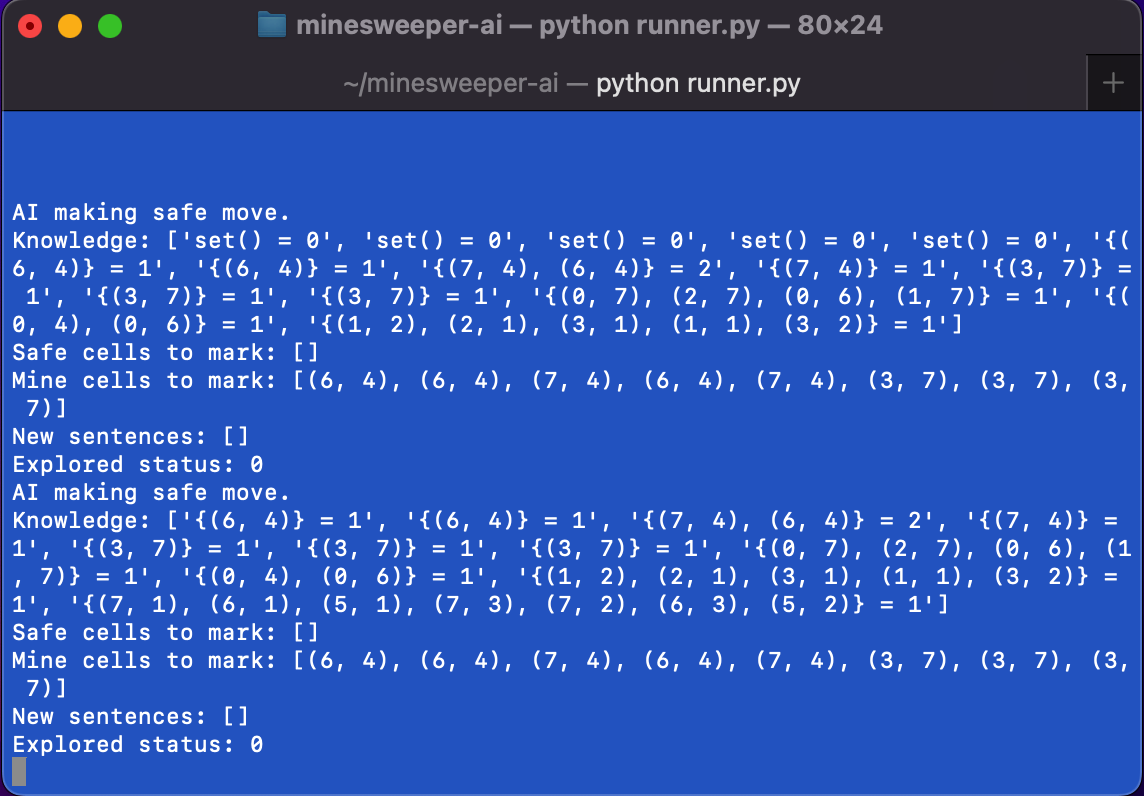 minesweeper-ai — python runner.py — 80×24
~/minesweeper-ai — python runner.py
+
AI making safe move.
Knowledge: ['set() = 0', 'set() = 0', 'set() = 0', 'set() = 0', 'set() = 0', '{(
6, 4)} = 1', '{(6, 4)} = 1', '{(7, 4), (6, 4)} = 2', '{(7, 4)} = 1', '{(3, 7)} =
 1', '{(3, 7)} = 1', '{(3, 7)} = 1', '{(0, 7), (2, 7), (0, 6), (1, 7)} = 1', '{(
0, 4), (0, 6)} = 1', '{(1, 2), (2, 1), (3, 1), (1, 1), (3, 2)} = 1']
Safe cells to mark: []
Mine cells to mark: [(6, 4), (6, 4), (7, 4), (6, 4), (7, 4), (3, 7), (3, 7), (3,
 7)]
New sentences: []
Explored status: 0
AI making safe move.
Knowledge: ['{(6, 4)} = 1', '{(6, 4)} = 1', '{(7, 4), (6, 4)} = 2', '{(7, 4)} =
1', '{(3, 7)} = 1', '{(3, 7)} = 1', '{(3, 7)} = 1', '{(0, 7), (2, 7), (0, 6), (1
, 7)} = 1', '{(0, 4), (0, 6)} = 1', '{(1, 2), (2, 1), (3, 1), (1, 1), (3, 2)} =
1', '{(7, 1), (6, 1), (5, 1), (7, 3), (7, 2), (6, 3), (5, 2)} = 1']
Safe cells to mark: []
Mine cells to mark: [(6, 4), (6, 4), (7, 4), (6, 4), (7, 4), (3, 7), (3, 7), (3,
 7)]
New sentences: []
Explored status: 0